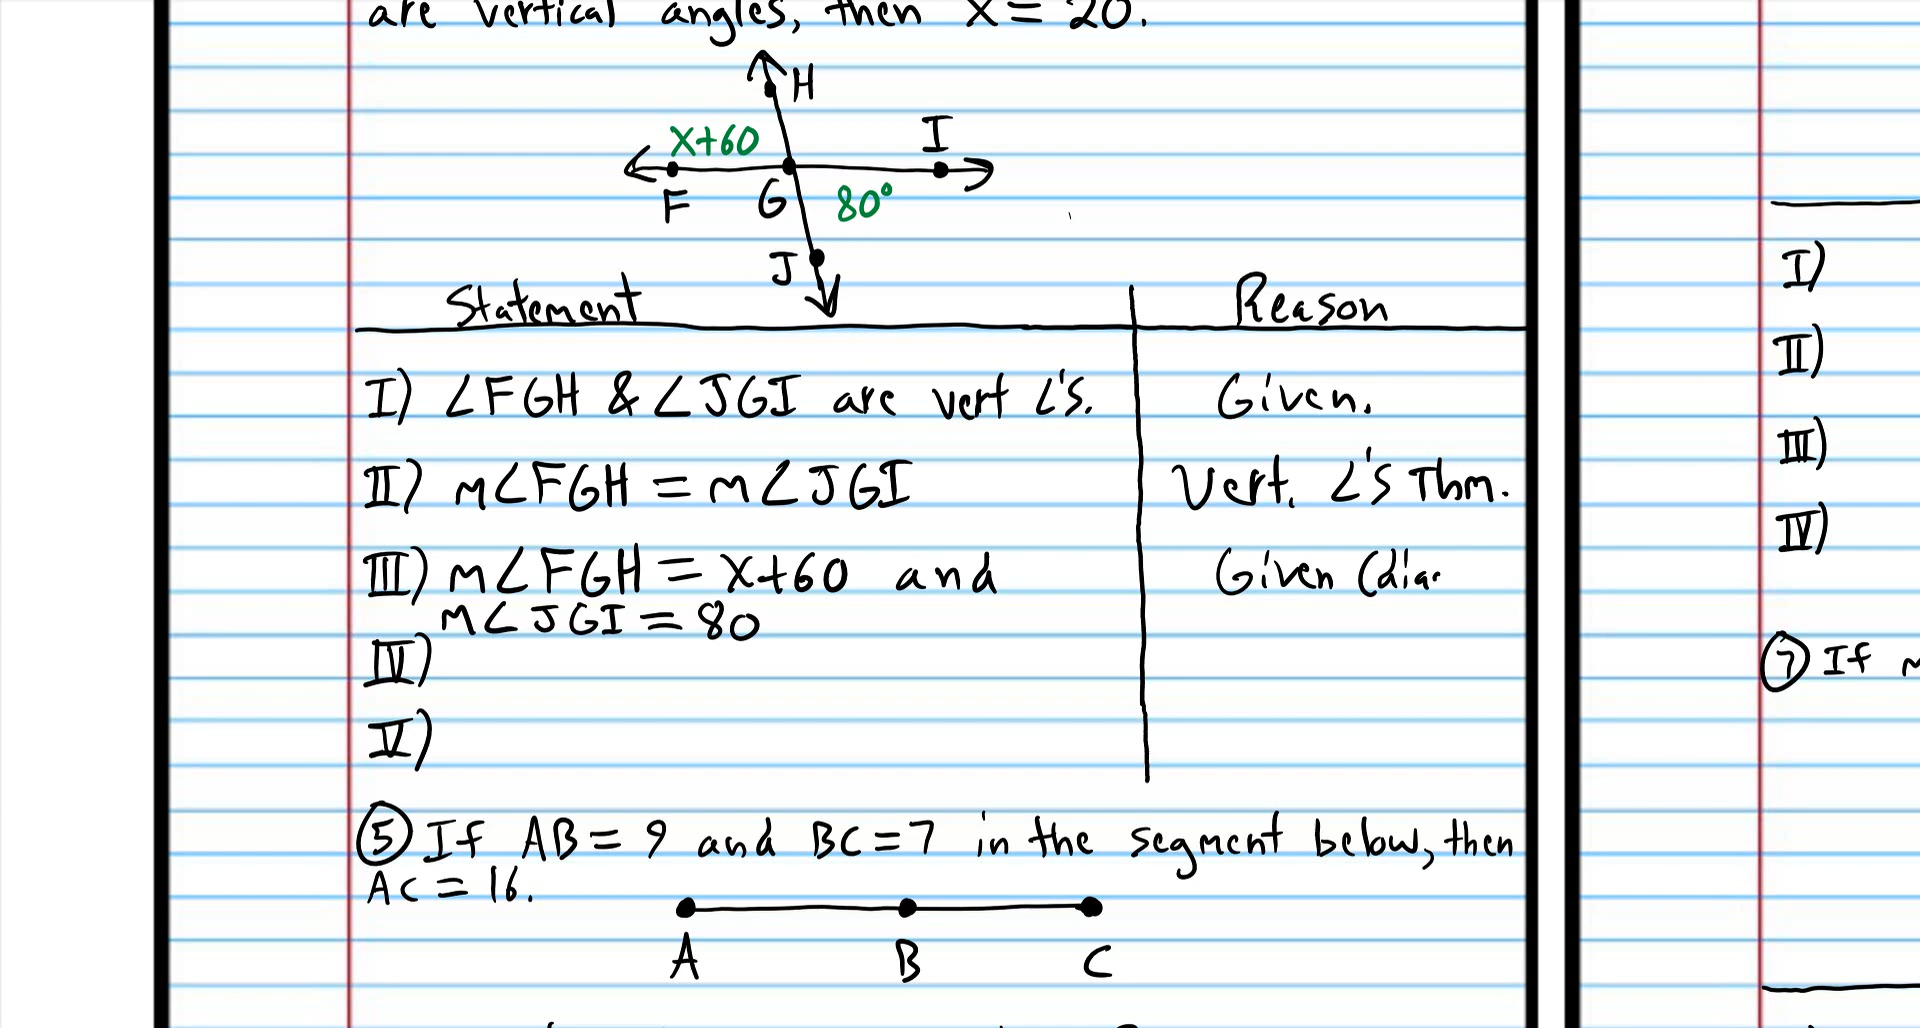 are vertical angles, then x = 20.
H
x+60
I
F
G
80°
J
Statement
Reason
I) ∠FGH & ∠JGI are vert ∠'s.
Given.
II) m∠FGH = m∠JGI
Vert. ∠'s Thm.
III) m∠FGH = x+60 and
Given (diag
m∠JGI = 80
IV)
V)
⑤ If AB = 9 and BC = 7 in the segment below, then
AC = 16.
A
B
C
I)
II)
III)
IV)
⑦ If m